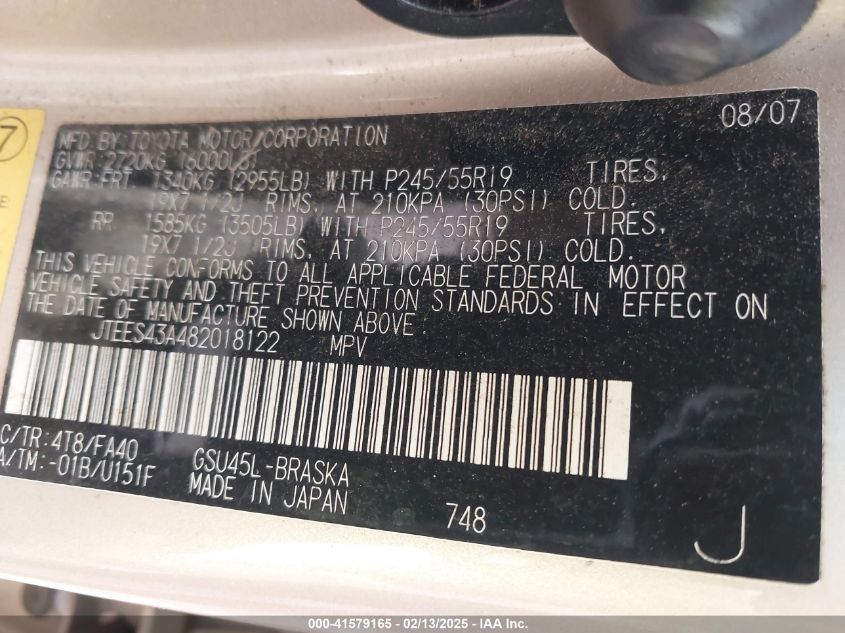 08/07
MFD BY: TOYOTA MOTOR CORPORATION
GVWR 2720KG (6000LB)
GAWR-FRT. 1340KG (2955LB) WITH P245/55R19 TIRES,
19X7 1/2J RIMS, AT 210KPA (30PSI) COLD.
RR 1585KG (3505LB) WITH P245/55R19 TIRES,
19X7 1/2J RIMS, AT 210KPA (30PSI) COLD.
THIS VEHICLE CONFORMS TO ALL APPLICABLE FEDERAL MOTOR
VEHICLE SAFETY AND THEFT PREVENTION STANDARDS IN EFFECT ON
THE DATE OF MANUFACTURE SHOWN ABOVE.
JTEES43A482018122 MPV
C/TR: 4T8/FA40
A/TM: -01B/U151F
GSU45L-BRASKA
MADE IN JAPAN
748
J
7
000-41579165 - 02/13/2025 - IAA Inc.